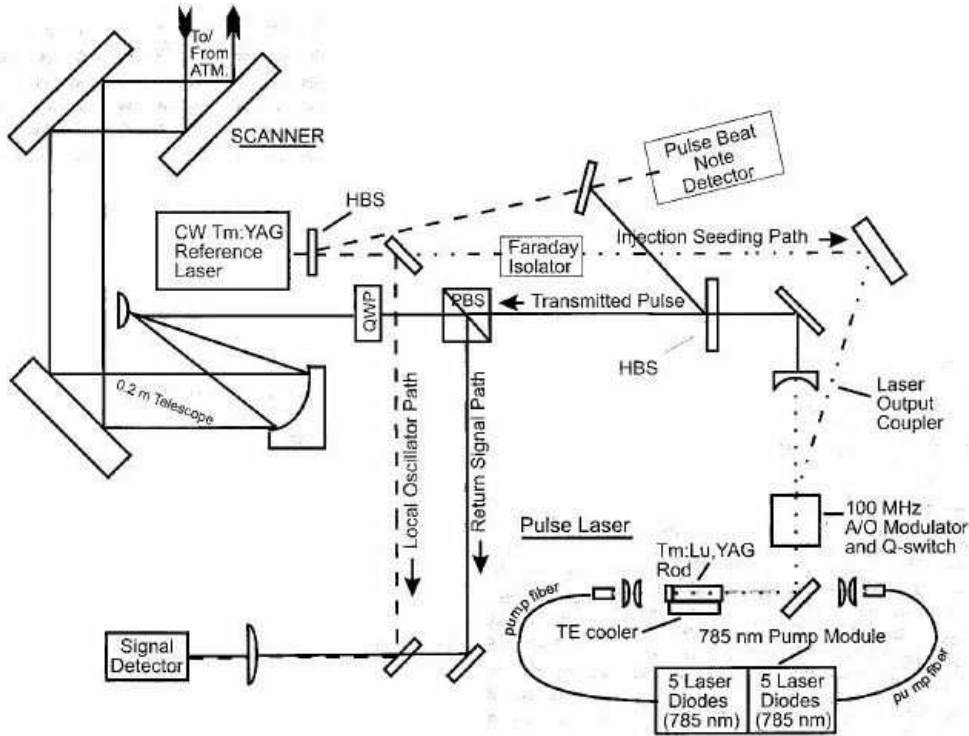 To/
From
ATM.
SCANNER
Pulse Beat
Note
Detector
HBS
CW Tm:YAG
Reference
Laser
Faraday
Isolator
Injection Seeding Path
QWP
PBS
Transmitted Pulse
HBS
0.2 m Telescope
Local Oscillator Path
Return Signal Path
Laser
Output
Coupler
100 MHz
A/O Modulator
and Q-switch
Pulse Laser
Tm:Lu,YAG
Rod
pump fiber
TE cooler
785 nm Pump Module
pump fiber
Signal
Detector
5 Laser
Diodes
(785 nm)
5 Laser
Diodes
(785 nm)